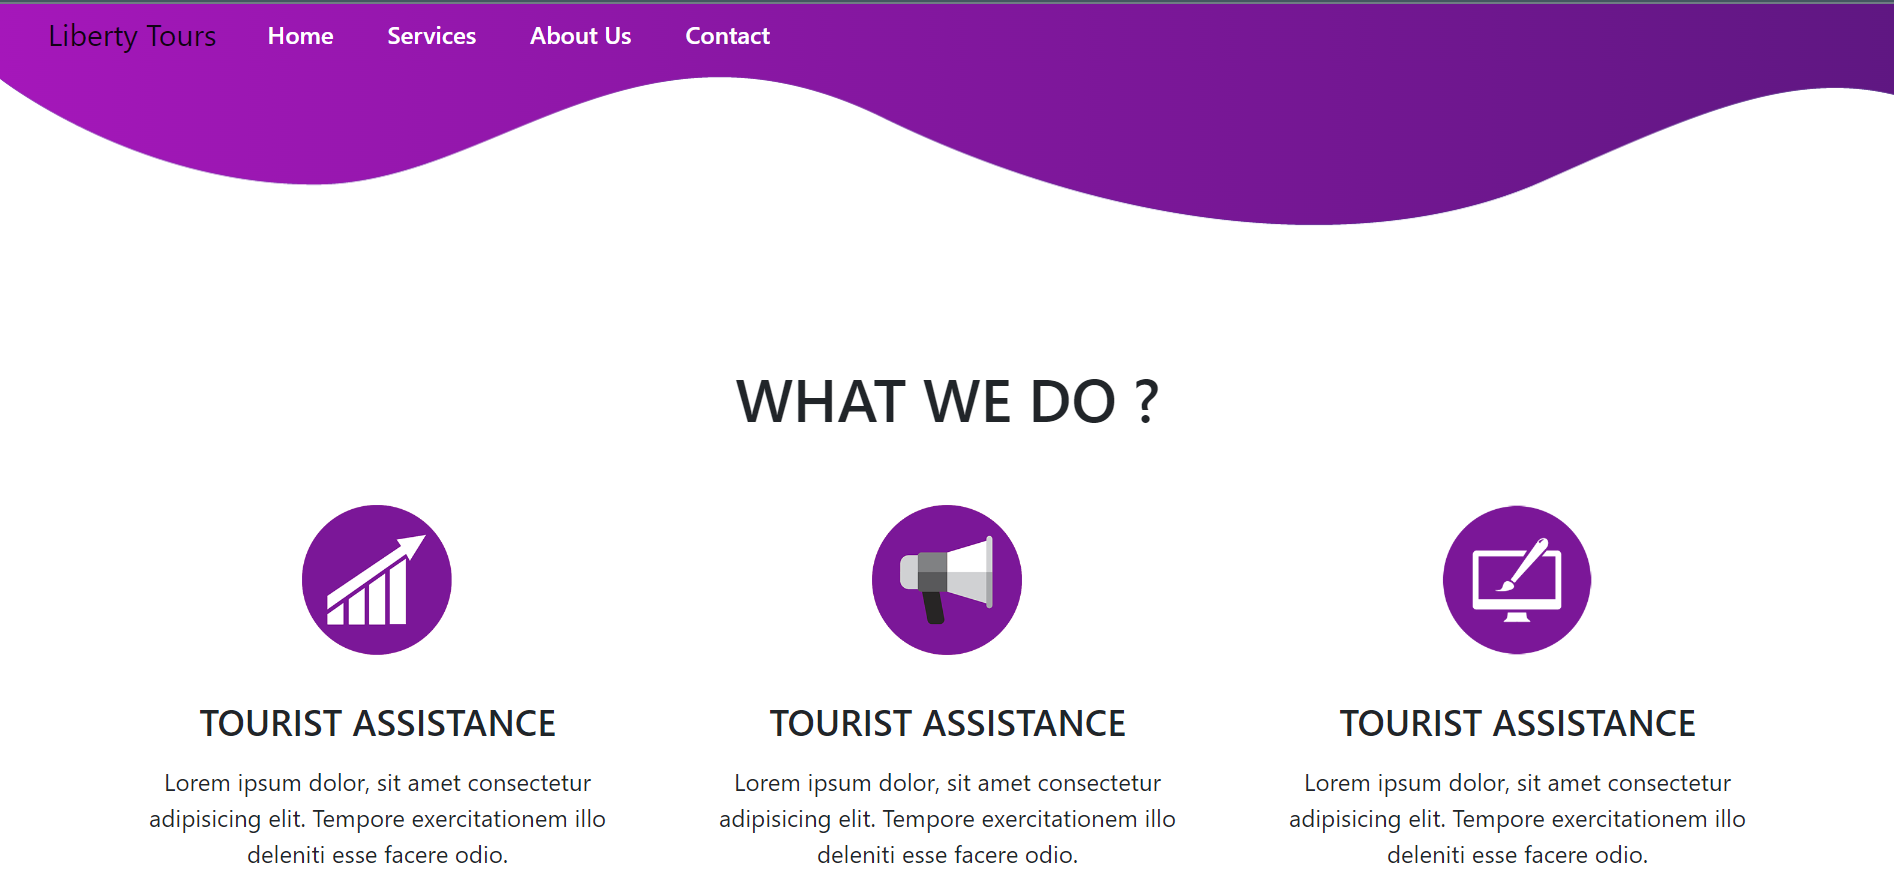 Liberty Tours Home Services About Us Contact
WHAT WE DO ?
TOURIST ASSISTANCE
Lorem ipsum dolor, sit amet consectetur
adipisicing elit. Tempore exercitationem illo
deleniti esse facere odio.
TOURIST ASSISTANCE
Lorem ipsum dolor, sit amet consectetur
adipisicing elit. Tempore exercitationem illo
deleniti esse facere odio.
TOURIST ASSISTANCE
Lorem ipsum dolor, sit amet consectetur
adipisicing elit. Tempore exercitationem illo
deleniti esse facere odio.